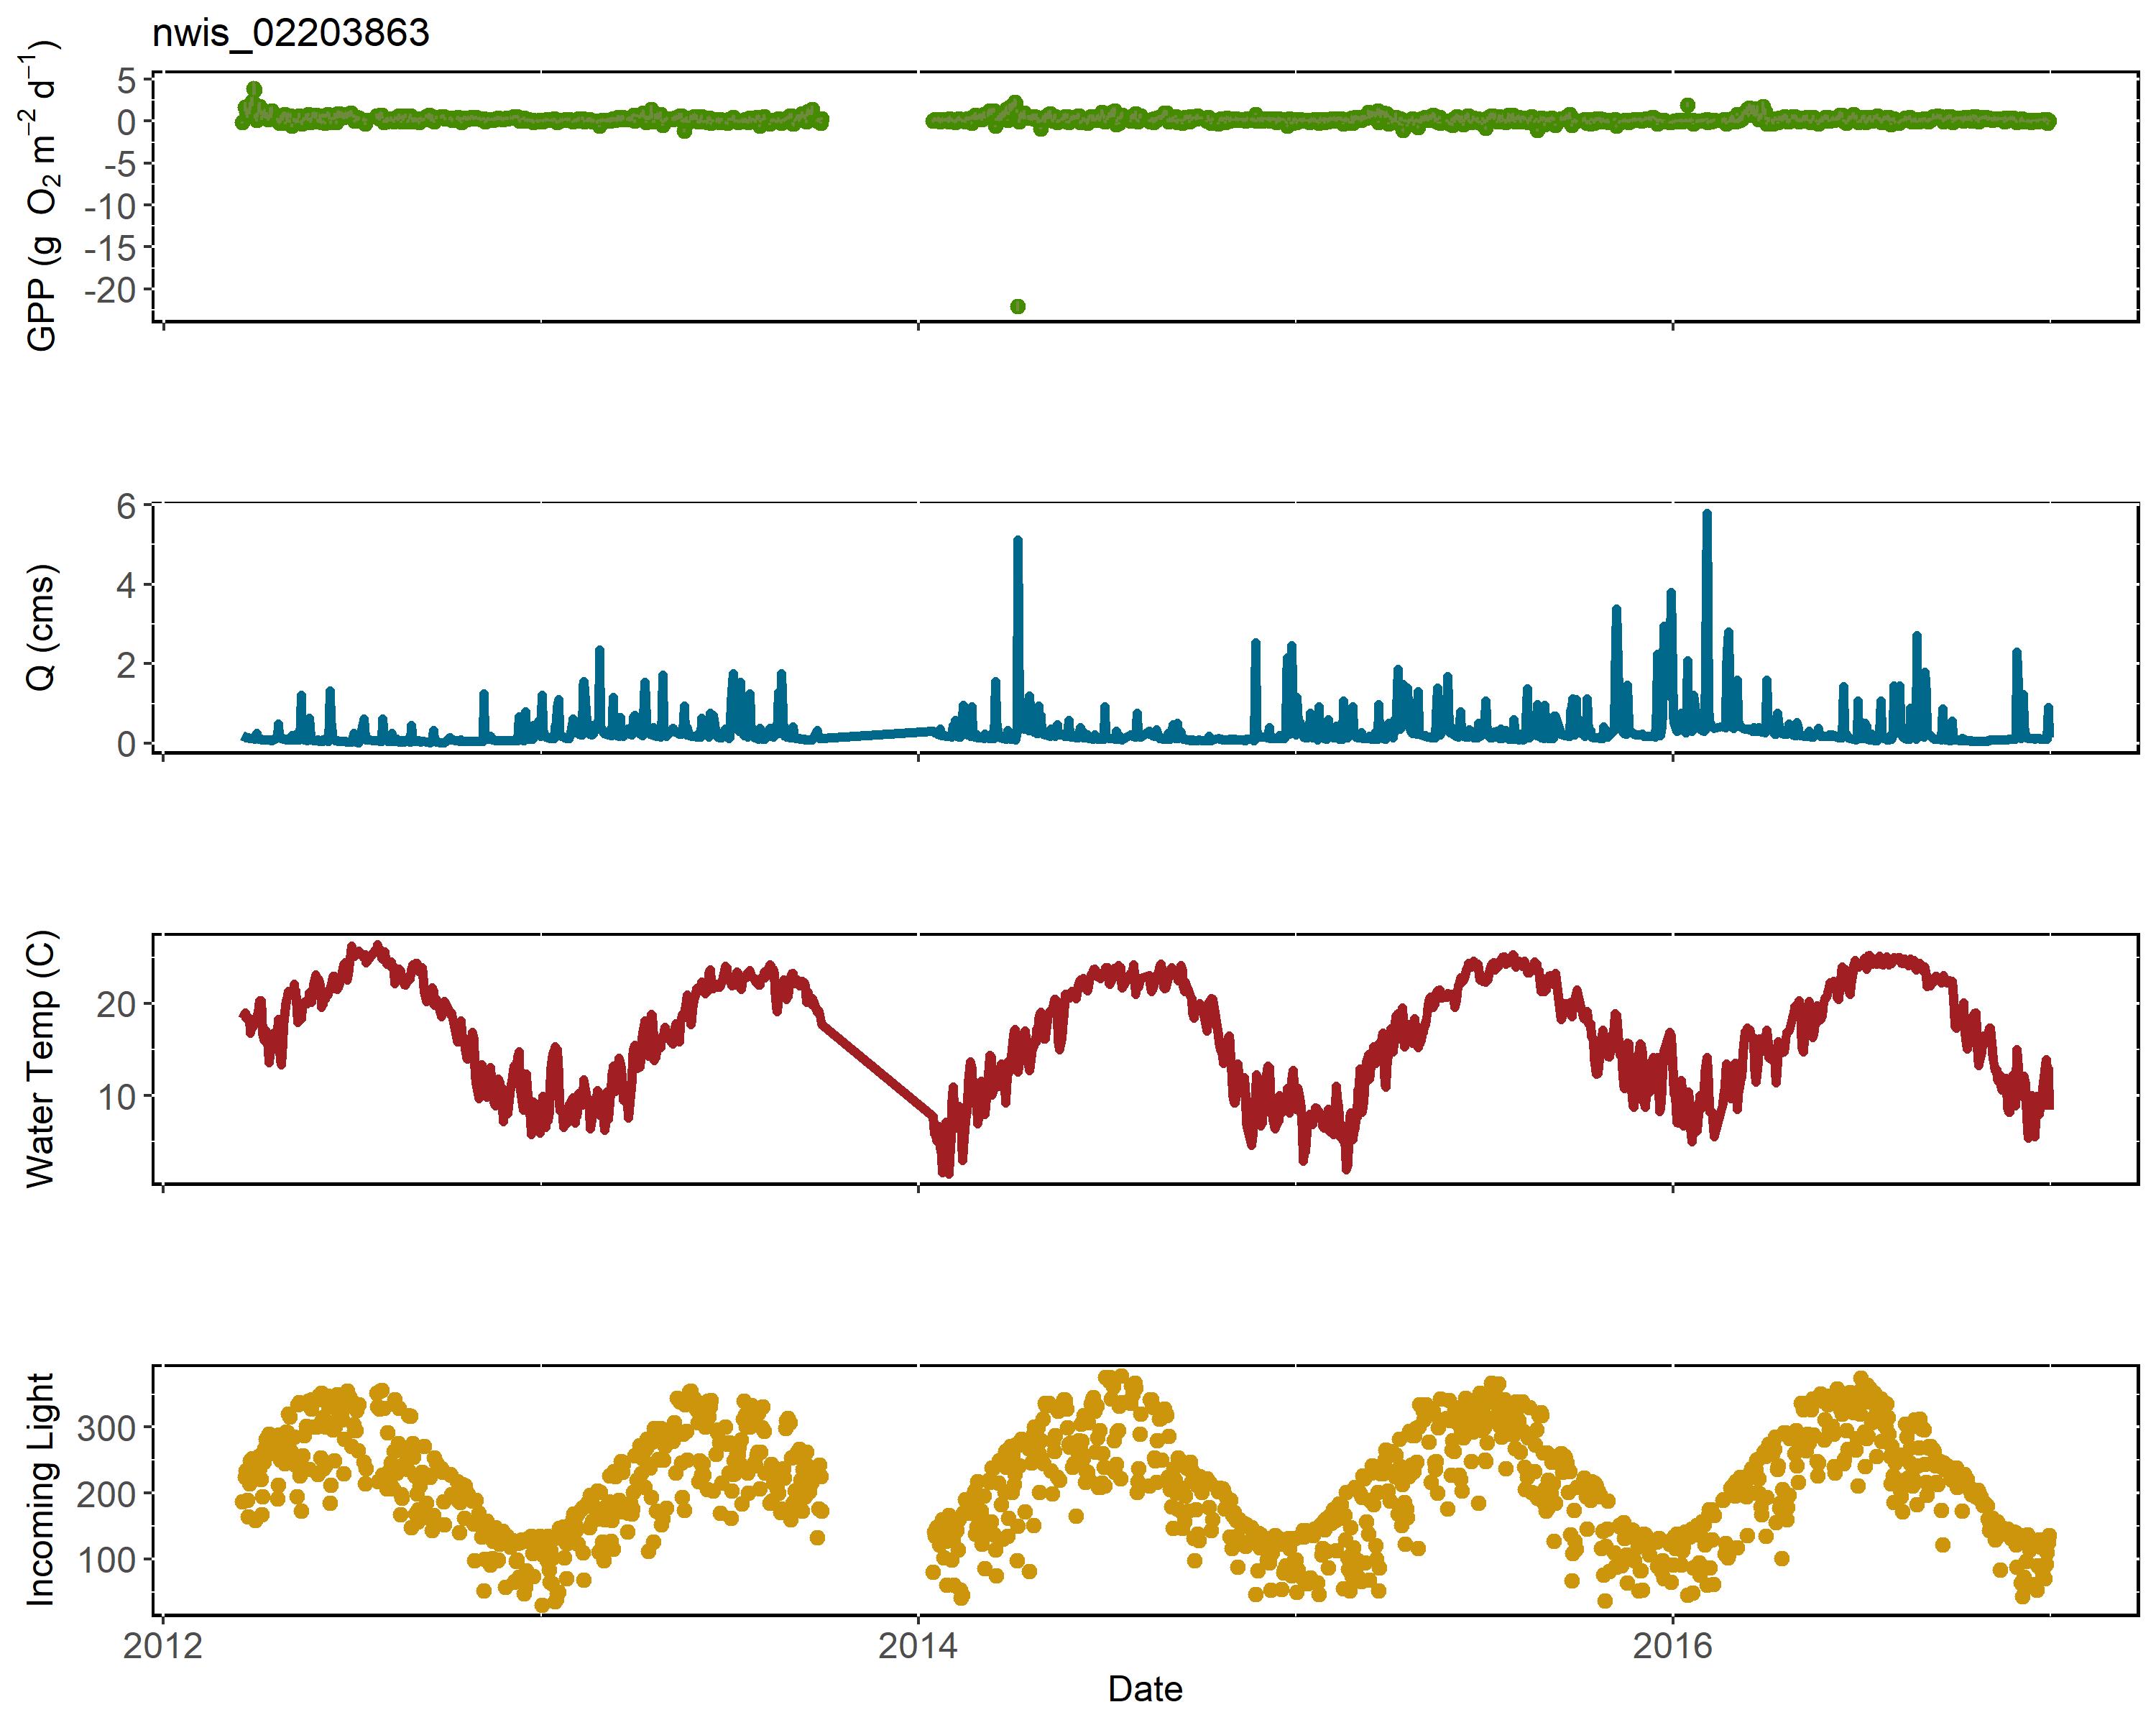 nwis_02203863
GPP (g O₂ m⁻² d⁻¹)
5
0
-5
-10
-15
-20
Q (cms)
6
4
2
0
Water Temp (C)
20
10
Incoming Light
300
200
100
2012 2014 2016
Date